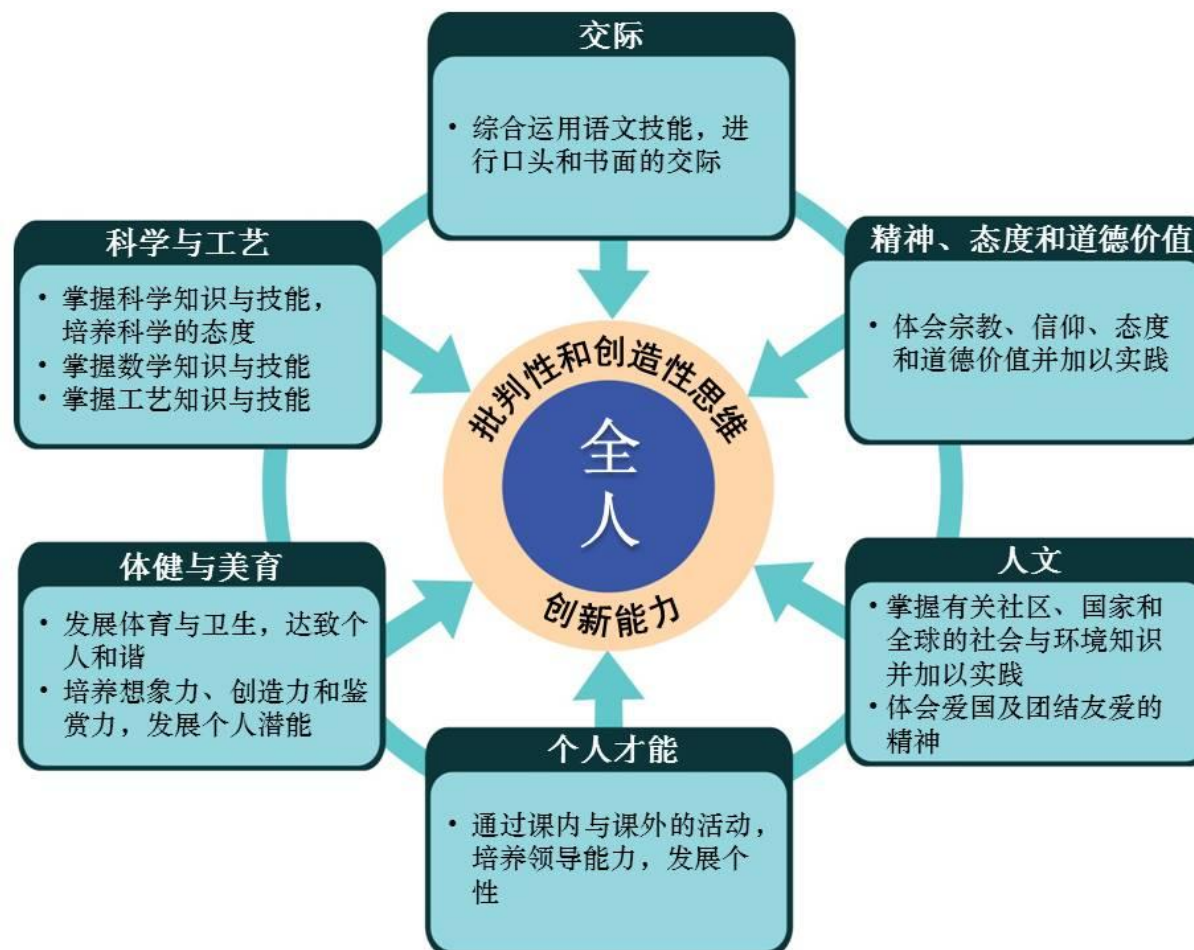 交际
• 综合运用语文技能，进
行口头和书面的交际
科学与工艺
• 掌握科学知识与技能，
培养科学的态度
• 掌握数学知识与技能
• 掌握工艺知识与技能
精神、态度和道德价值
• 体会宗教、信仰、态度
和道德价值并加以实践
批判性和创造性思维
全
人
创新能力
体健与美育
• 发展体育与卫生，达致个
人和谐
• 培养想象力、创造力和鉴
赏力，发展个人潜能
人文
• 掌握有关社区、国家和
全球的社会与环境知识
并加以实践
• 体会爱国及团结友爱的
精神
个人才能
• 通过课内与课外的活动，
培养领导能力，发展个
性